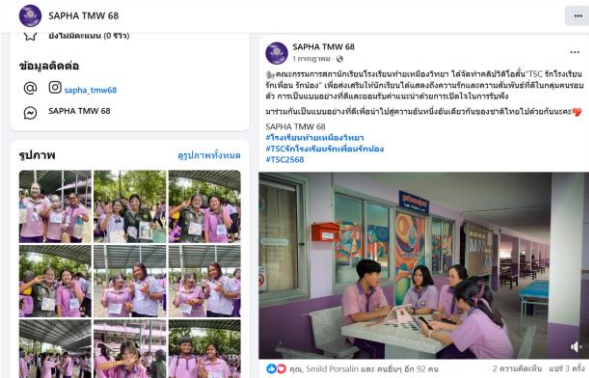 SAPHA TMW 68
ยังไม่มีคะแนน (0 รีวิว)
ข้อมูลติดต่อ
sapha_tmw68
SAPHA TMW 68
รูปภาพ
ดูรูปภาพทั้งหมด
SAPHA TMW 68
1 กรกฎาคม ·
คณะกรรมการสภานักเรียนโรงเรียนท้ายเหมืองวิทยา ได้จัดทำคลิปวิดีโอสั้น"TSC รักโรงเรียน
รักเพื่อน รักน้อง" เพื่อส่งเสริมให้นักเรียนได้แสดงถึงความรักและความสัมพันธ์ที่ดีในกลุ่มคนรอบ
ตัว การเป็นแบบอย่างที่ดีและยอมรับคำแนะนำด้วยการเปิดใจในการรับฟัง
มาร่วมกันเป็นแบบอย่างที่ดีเพื่อนำไปสู่ความอันหนึ่งอันเดียวกันของชาติไทยไปด้วยกันนะคะ
SAPHA TMW 68
#โรงเรียนท้ายเหมืองวิทยา
#TSCรักโรงเรียนรักเพื่อนรักน้อง
#TSC2568
คุณ, Smild Porsalin และ คนอื่นๆ อีก 92 คน
2 ความคิดเห็น แชร์ 3 ครั้ง